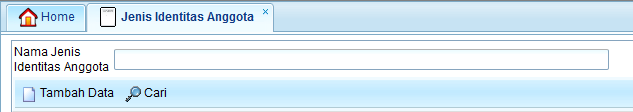 Home Jenis Identitas Anggota
Nama Jenis
Identitas Anggota
Tambah Data Cari